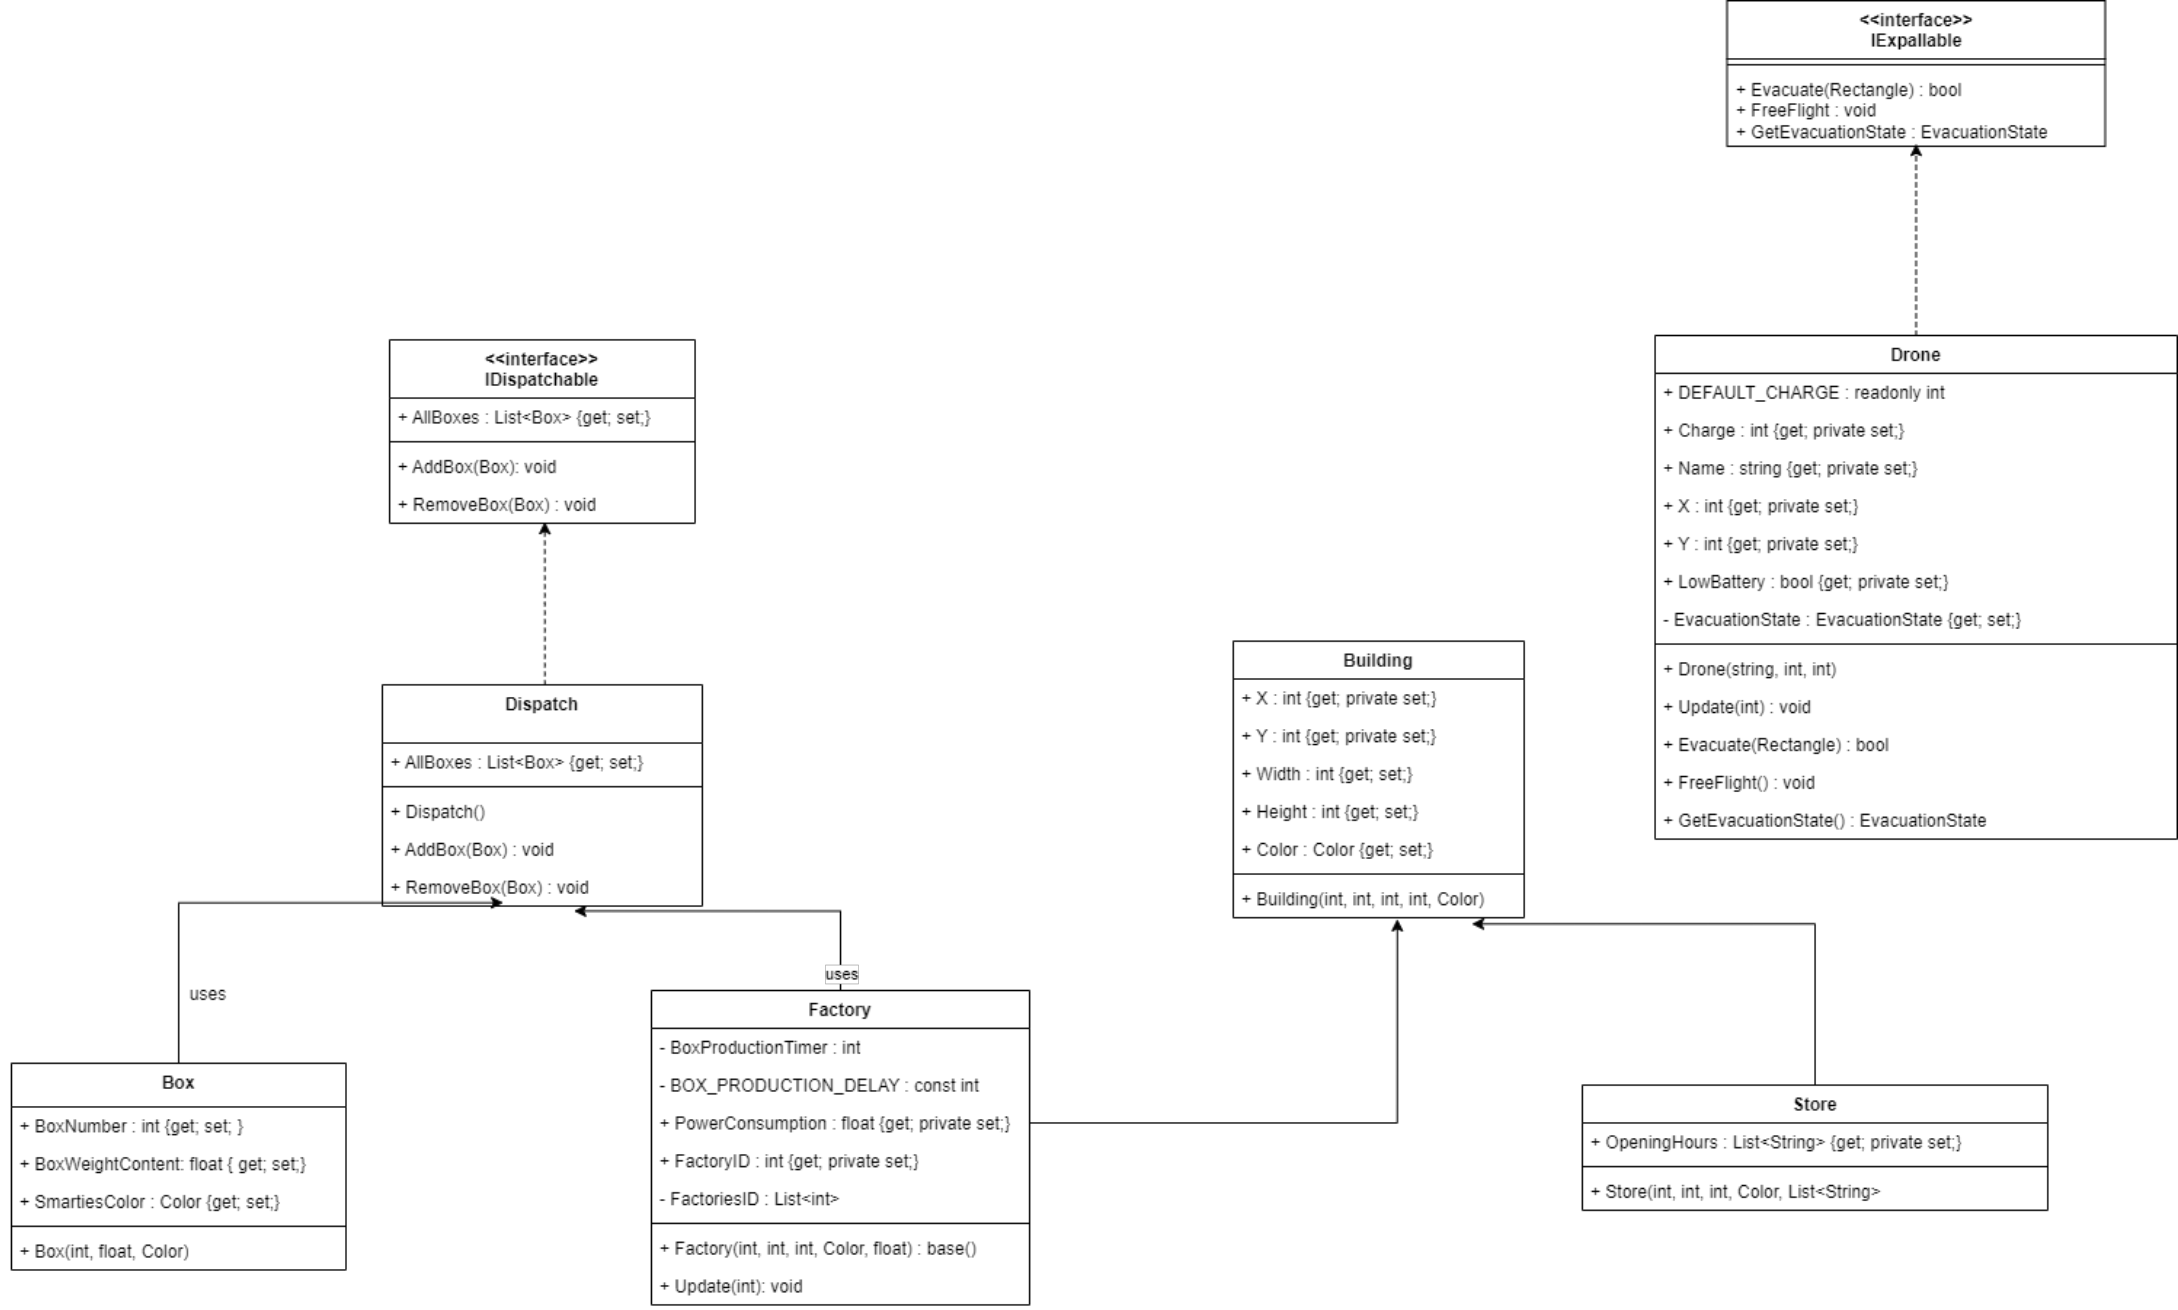 <<interface>>
IExpallable
+ Evacuate(Rectangle) : bool
+ FreeFlight : void
+ GetEvacuationState : EvacuationState
<<interface>>
IDispatchable
+ AllBoxes : List<Box> {get; set;}
+ AddBox(Box): void
+ RemoveBox(Box) : void
Drone
+ DEFAULT_CHARGE : readonly int
+ Charge : int {get; private set;}
+ Name : string {get; private set;}
+ X : int {get; private set;}
+ Y : int {get; private set;}
+ LowBattery : bool {get; private set;}
- EvacuationState : EvacuationState {get; set;}
+ Drone(string, int, int)
+ Update(int) : void
+ Evacuate(Rectangle) : bool
+ FreeFlight() : void
+ GetEvacuationState() : EvacuationState
Building
+ X : int {get; private set;}
+ Y : int {get; private set;}
+ Width : int {get; set;}
+ Height : int {get; set;}
+ Color : Color {get; set;}
+ Building(int, int, int, int, Color)
Dispatch
+ AllBoxes : List<Box> {get; set;}
+ Dispatch()
+ AddBox(Box) : void
+ RemoveBox(Box) : void
uses
uses
Box
+ BoxNumber : int {get; set; }
+ BoxWeightContent: float { get; set;}
+ SmartiesColor : Color {get; set;}
+ Box(int, float, Color)
Factory
- BoxProductionTimer : int
- BOX_PRODUCTION_DELAY : const int
+ PowerConsumption : float {get; private set;}
+ FactoryID : int {get; private set;}
- FactoriesID : List<int>
+ Factory(int, int, int, Color, float) : base()
+ Update(int): void
Store
+ OpeningHours : List<String> {get; private set;}
+ Store(int, int, int, Color, List<String>